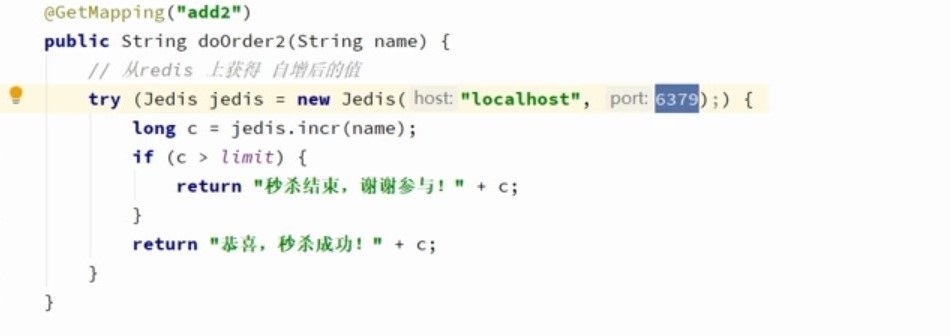 @GetMapping("add2")
public String doOrder2(String name) {
// 从redis 上获得 自增后的值
try (Jedis jedis = new Jedis( host: "localhost", port: 6379);) {
long c = jedis.incr(name);
if (c > limit) {
return "秒杀结束，谢谢参与！" + c;
}
return "恭喜，秒杀成功！" + c;
}
}